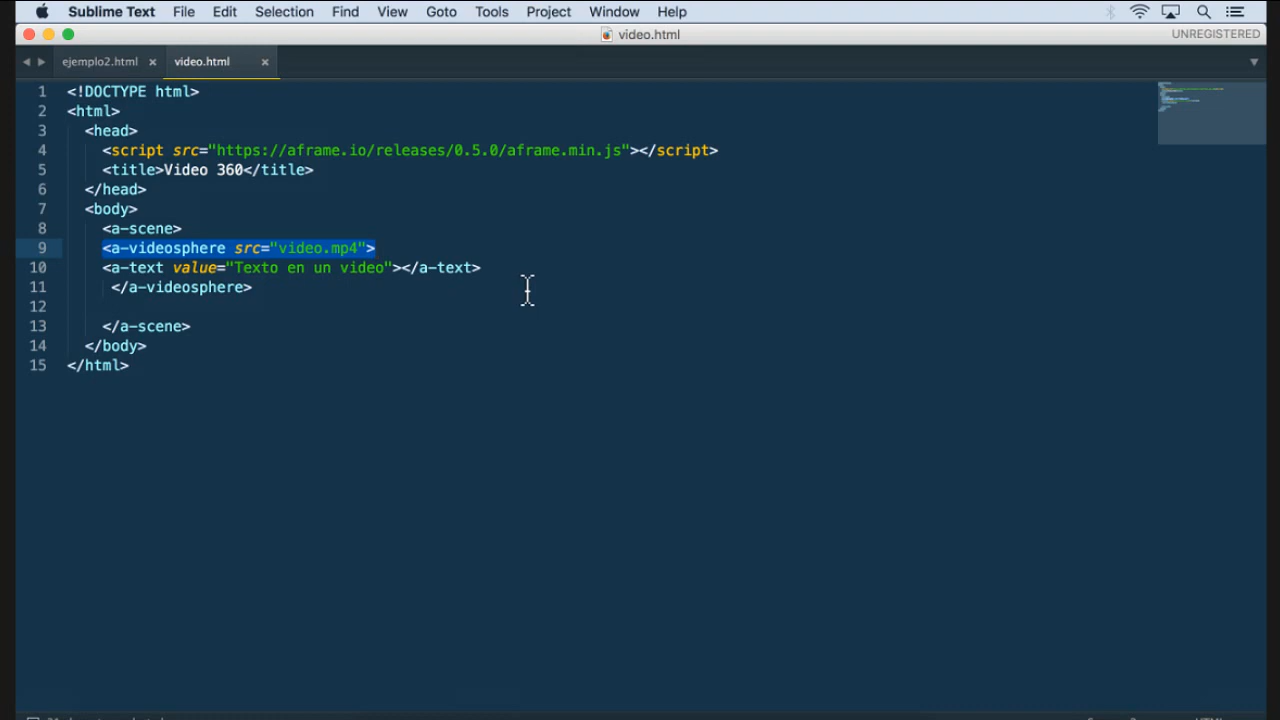 Sublime Text File Edit Selection Find View Goto Tools Project Window Help
video.html
UNREGISTERED
ejemplo2.html × video.html ×
1 <!DOCTYPE html>
2 <html>
3 <head>
4 <script src="https://aframe.io/releases/0.5.0/aframe.min.js"></script>
5 <title>Video 360</title>
6 </head>
7 <body>
8 <a-scene>
9 <a-videosphere src="video.mp4">
10 <a-text value="Texto en un video"></a-text>
11 </a-videosphere>
12
13 </a-scene>
14 </body>
15 </html>